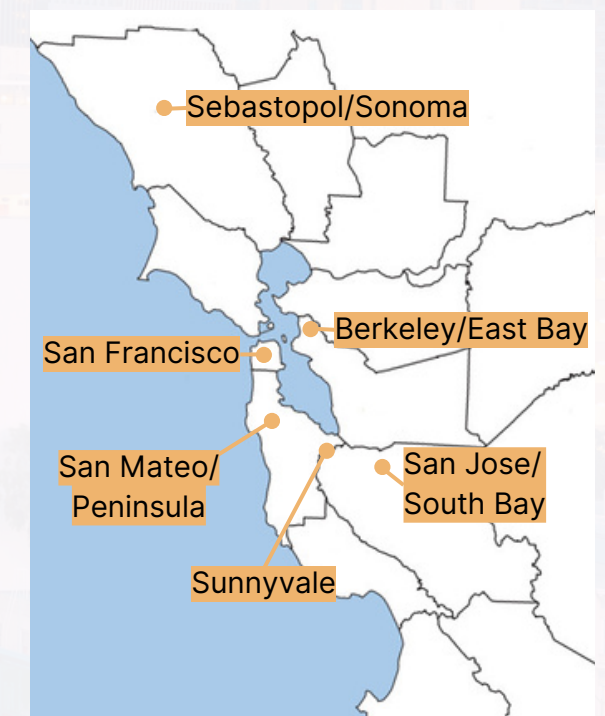 Sebastopol/Sonoma
Berkeley/East Bay
San Francisco
San Mateo/
Peninsula
San Jose/
South Bay
Sunnyvale